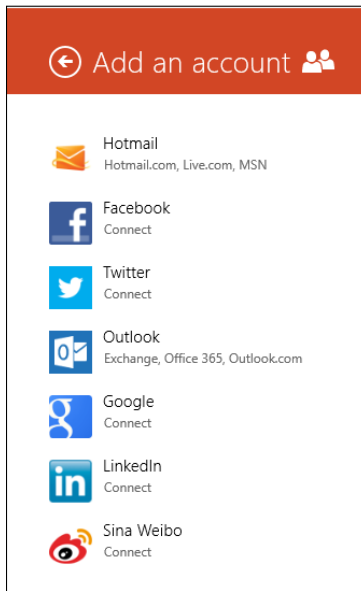 Add an account
Hotmail
Hotmail.com, Live.com, MSN
Facebook
Connect
Twitter
Connect
Outlook
Exchange, Office 365, Outlook.com
Google
Connect
LinkedIn
Connect
Sina Weibo
Connect